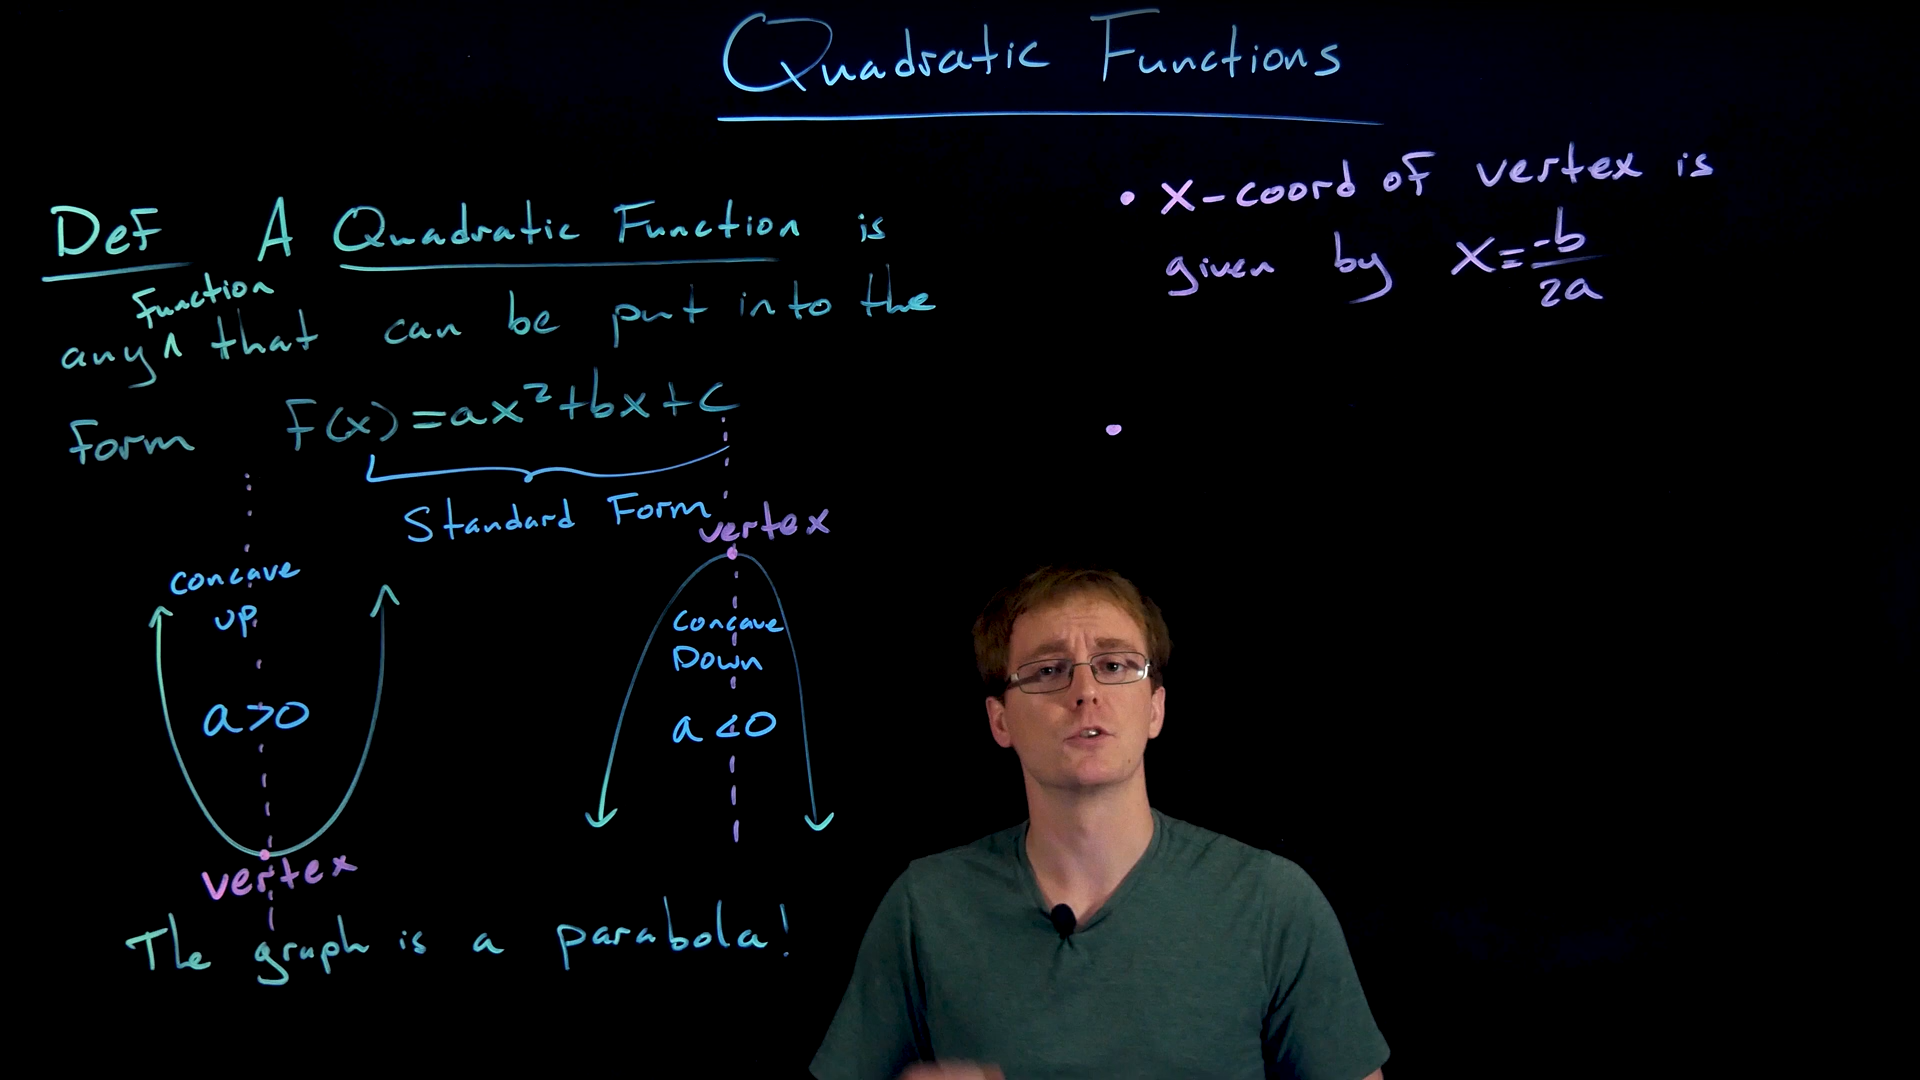 Quadratic Functions
Def A Quadratic Function is
function
any ^ that can be put into the
form f(x) = ax² + bx + c
Standard Form
concave
up
a > 0
vertex
vertex
Concave
Down
a < 0
The graph is a parabola!
• X-coord of vertex is
given by X = -b/2a
•